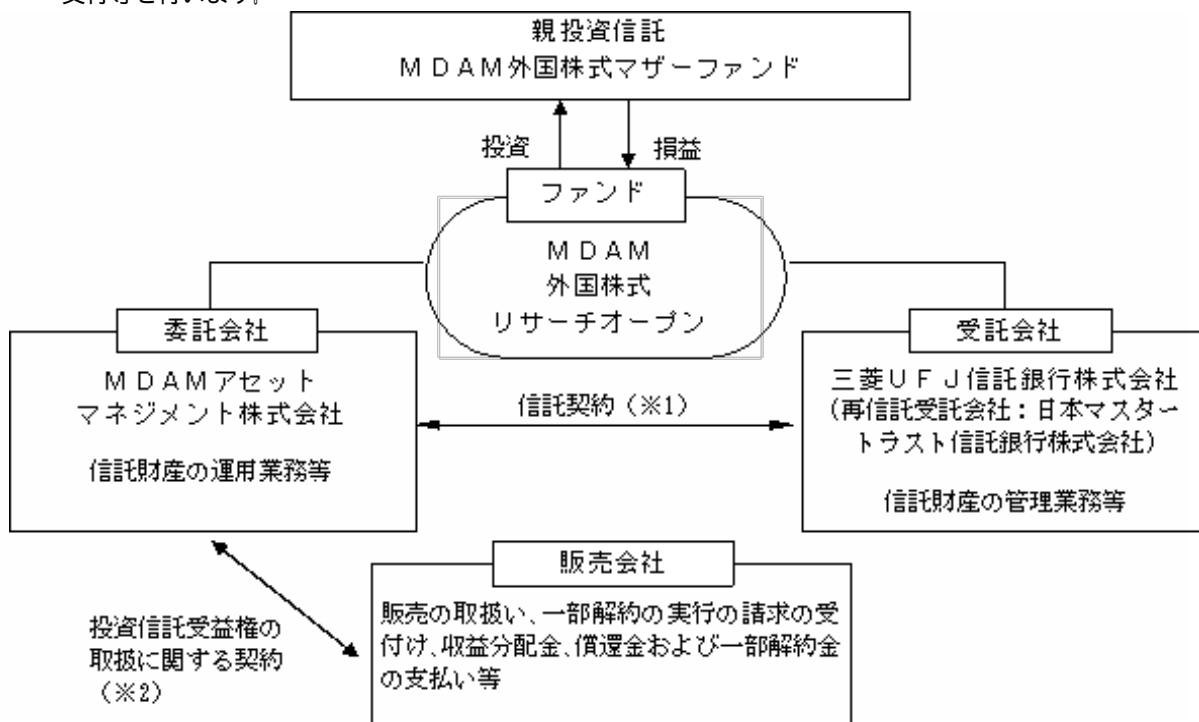 親投資信託
ＭＤＡＭ外国株式マザーファンド
投資
損益
ファンド
ＭＤＡＭ
外国株式
リサーチオープン
委託会社
ＭＤＡＭアセット
マネジメント株式会社
信託財産の運用業務等
信託契約（※1）
受託会社
三菱ＵＦＪ信託銀行株式会社
（再信託受託会社：日本マスター
トラスト信託銀行株式会社）
信託財産の管理業務等
投資信託受益権の
取扱に関する契約
（※2）
販売会社
販売の取扱い、一部解約の実行の請求の受
付け、収益分配金、償還金および一部解約金
の支払い等